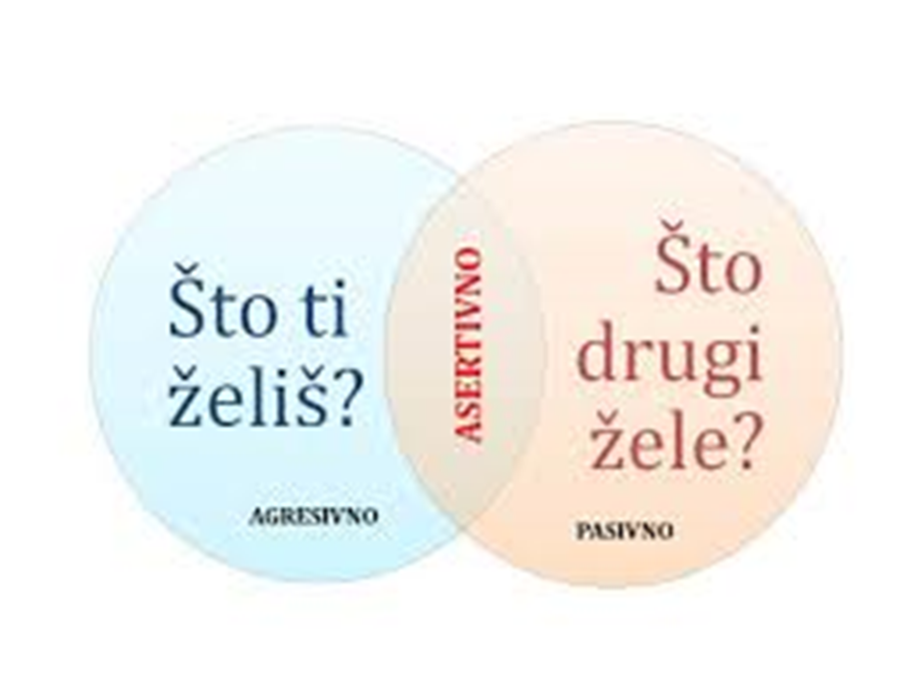 Što ti
želiš?
AGRESIVNO
ASERTIVNO
Što
drugi
žele?
PASIVNO